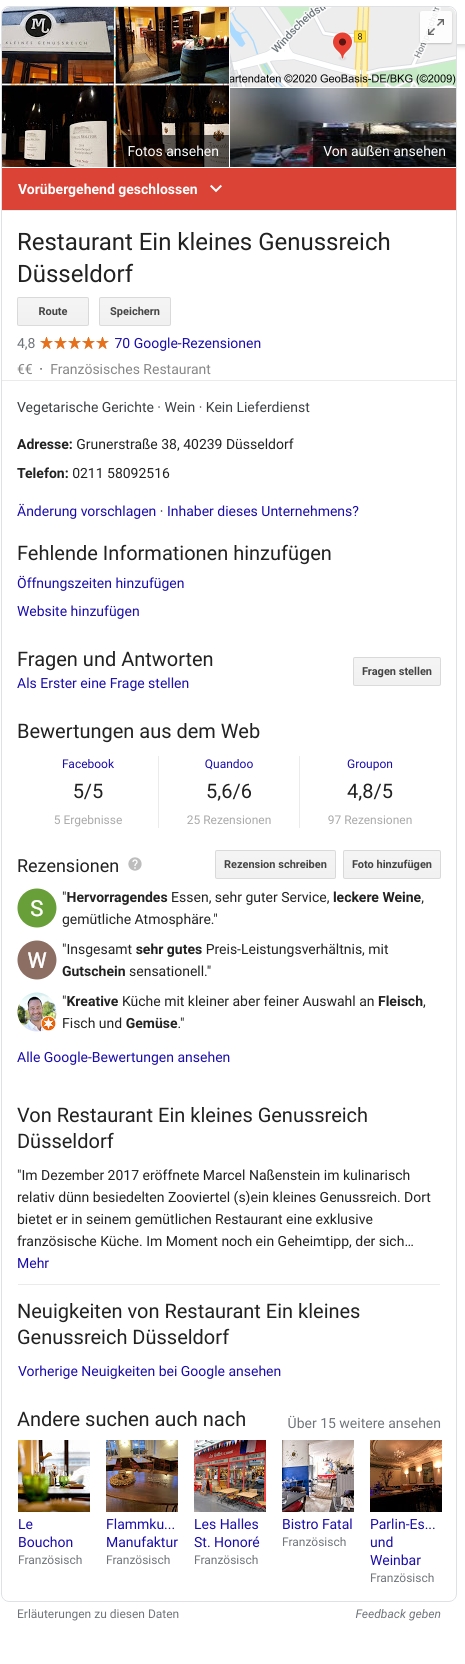 M
KLEINES GENUSSREICH
Windscheidstr
8
artendaten ©2020 GeoBasis-DE/BKG (©2009)
Fotos ansehen
Von außen ansehen
Vorübergehend geschlossen
Restaurant Ein kleines Genussreich
Düsseldorf
Route
Speichern
4,8 ★★★★★ 70 Google-Rezensionen
€€ · Französisches Restaurant
Vegetarische Gerichte · Wein · Kein Lieferdienst
Adresse: Grunerstraße 38, 40239 Düsseldorf
Telefon: 0211 58092516
Änderung vorschlagen · Inhaber dieses Unternehmens?
Fehlende Informationen hinzufügen
Öffnungszeiten hinzufügen
Website hinzufügen
Fragen und Antworten
Fragen stellen
Als Erster eine Frage stellen
Bewertungen aus dem Web
Facebook
5/5
5 Ergebnisse
Quandoo
5,6/6
25 Rezensionen
Groupon
4,8/5
97 Rezensionen
Rezensionen ?
Rezension schreiben
Foto hinzufügen
S
"Hervorragendes Essen, sehr guter Service, leckere Weine,
gemütliche Atmosphäre."
W
"Insgesamt sehr gutes Preis-Leistungsverhältnis, mit
Gutschein sensationell."
"Kreative Küche mit kleiner aber feiner Auswahl an Fleisch,
Fisch und Gemüse."
Alle Google-Bewertungen ansehen
Von Restaurant Ein kleines Genussreich
Düsseldorf
"Im Dezember 2017 eröffnete Marcel Naßenstein im kulinarisch
relativ dünn besiedelten Zooviertel (s)ein kleines Genussreich. Dort
bietet er in seinem gemütlichen Restaurant eine exklusive
französische Küche. Im Moment noch ein Geheimtipp, der sich…
Mehr
Neuigkeiten von Restaurant Ein kleines
Genussreich Düsseldorf
Vorherige Neuigkeiten bei Google ansehen
Andere suchen auch nach
Über 15 weitere ansehen
Le
Bouchon
Französisch
Flammku...
Manufaktur
Französisch
Les Halles
St. Honoré
Französisch
Bistro Fatal
Französisch
Parlin-Es...
und
Weinbar
Französisch
Erläuterungen zu diesen Daten
Feedback geben